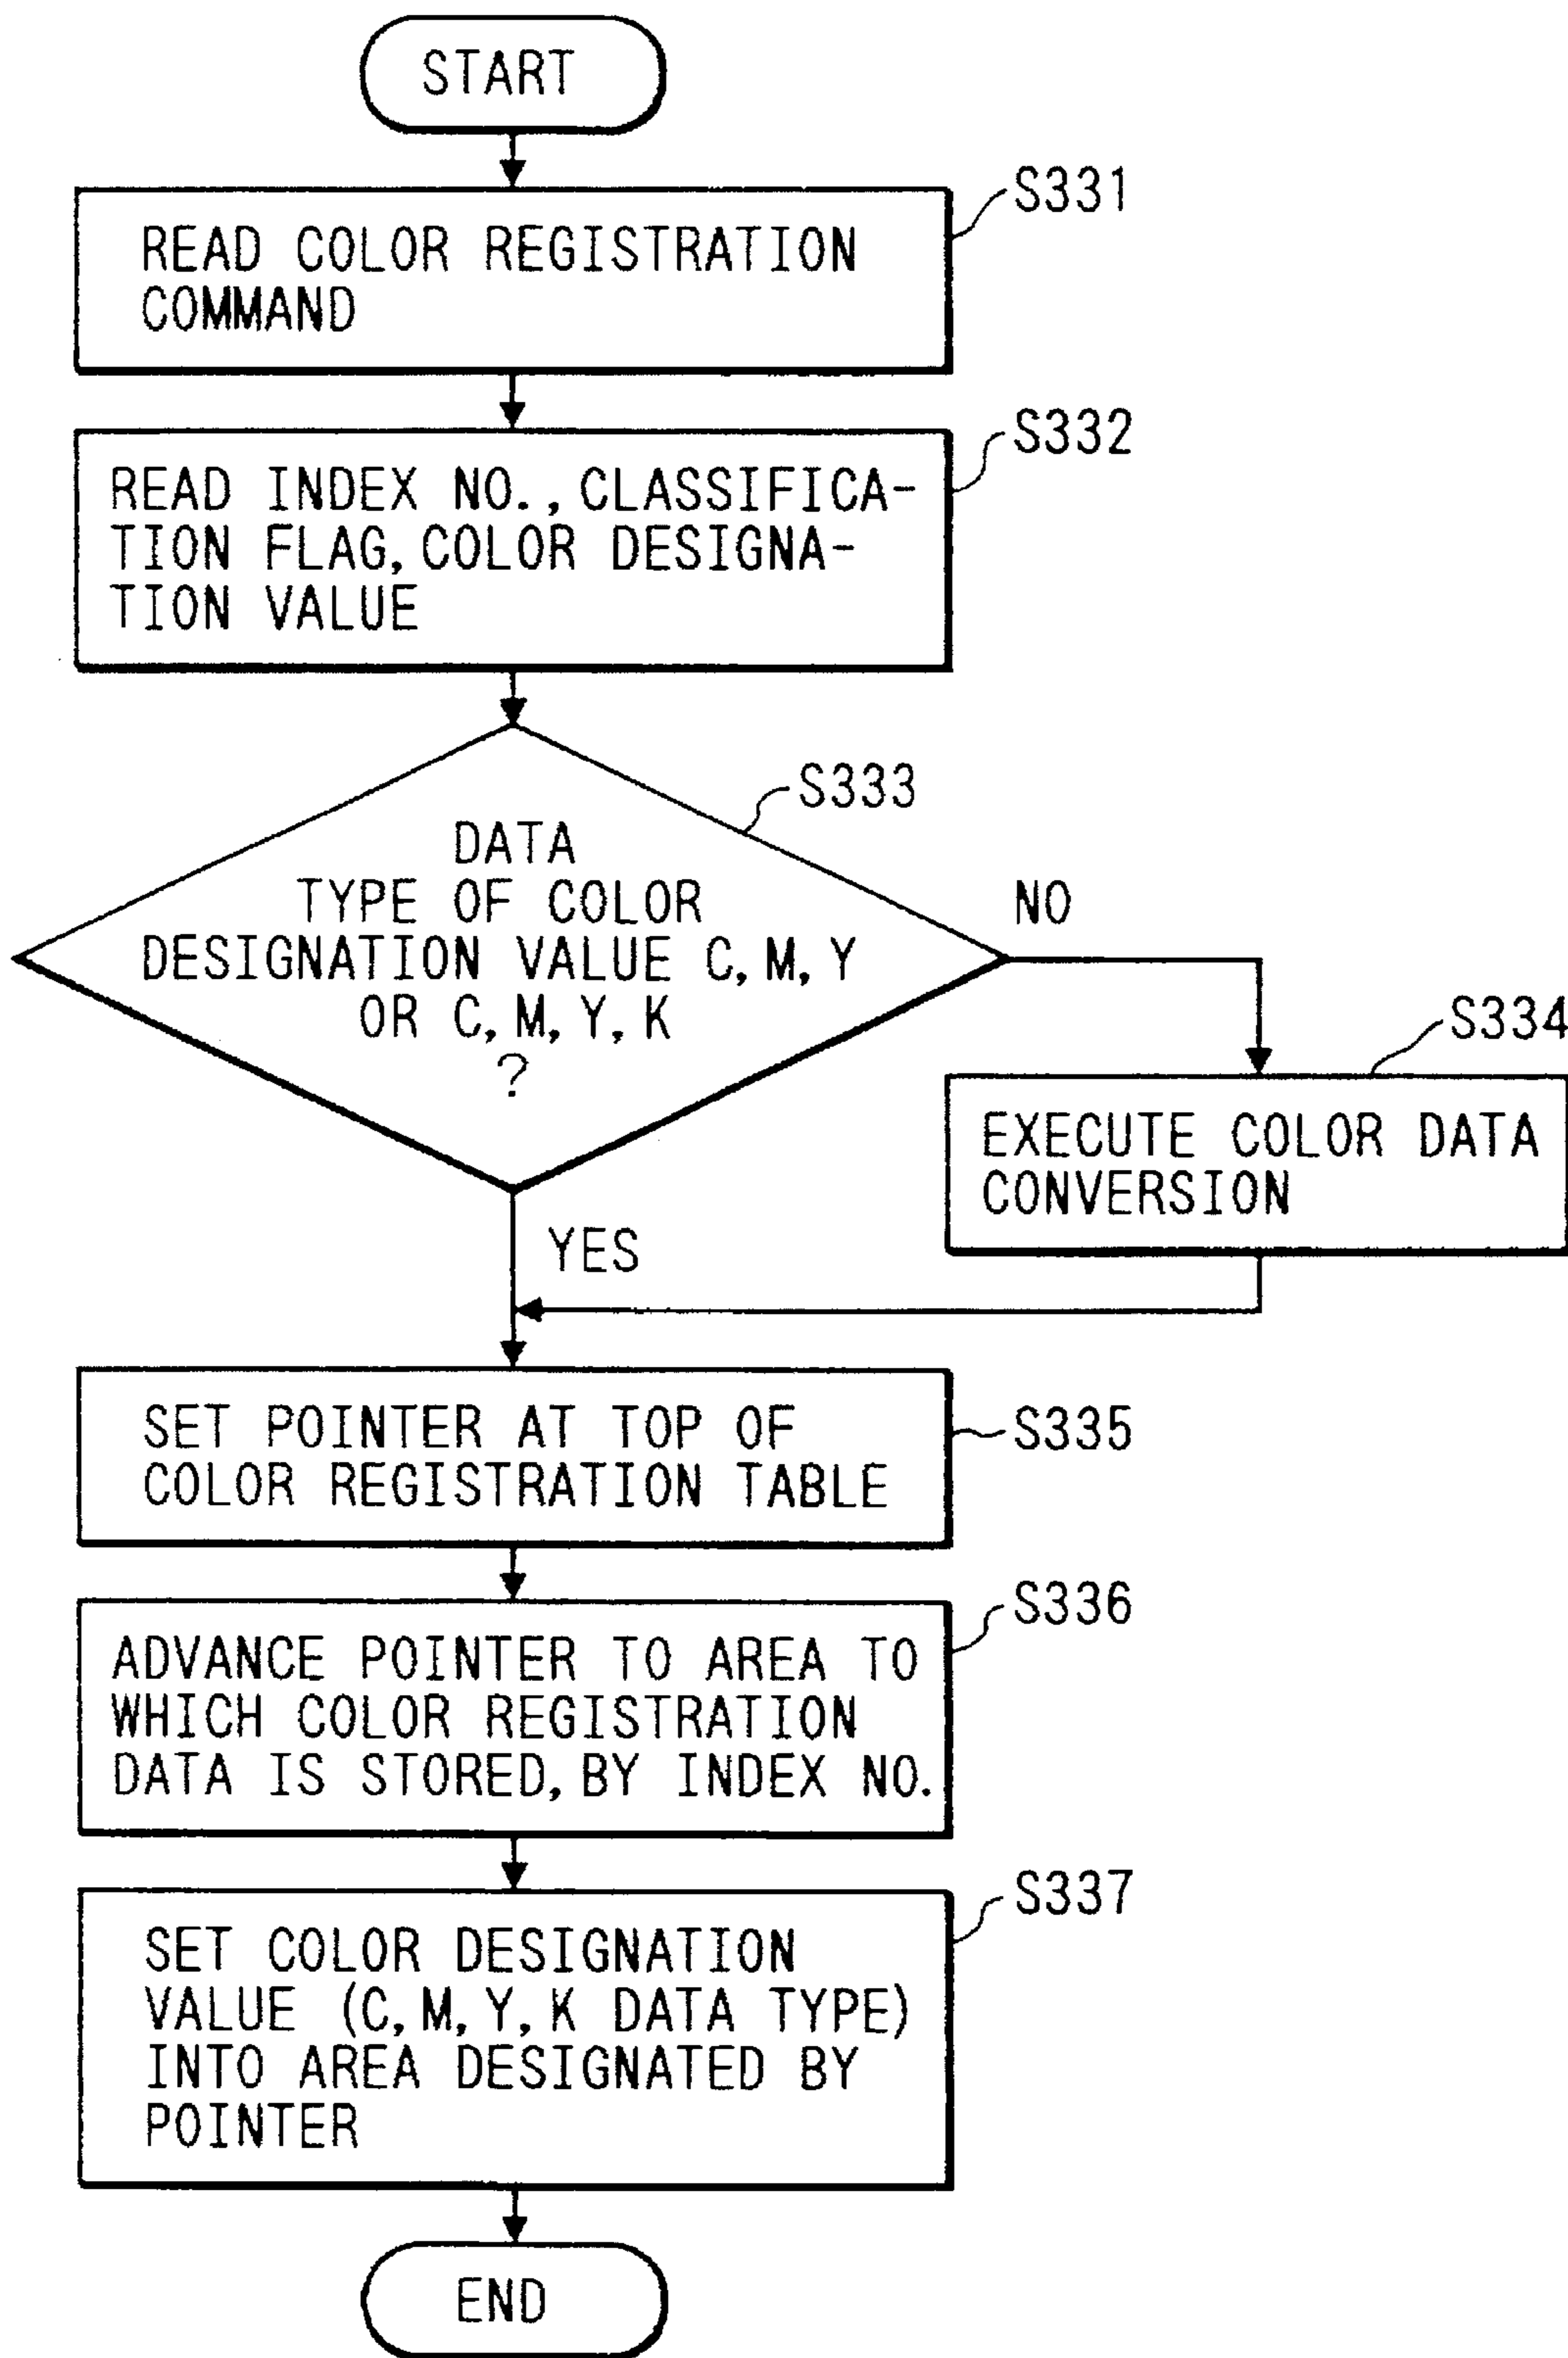 START
S331
READ COLOR REGISTRATION
COMMAND
S332
READ INDEX NO., CLASSIFICA-
TION FLAG, COLOR DESIGNA-
TION VALUE
S333
DATA
TYPE OF COLOR
DESIGNATION VALUE C, M, Y
OR C, M, Y, K
?
NO
S334
EXECUTE COLOR DATA
CONVERSION
YES
S335
SET POINTER AT TOP OF
COLOR REGISTRATION TABLE
S336
ADVANCE POINTER TO AREA TO
WHICH COLOR REGISTRATION
DATA IS STORED, BY INDEX NO.
S337
SET COLOR DESIGNATION
VALUE (C, M, Y, K DATA TYPE)
INTO AREA DESIGNATED BY
POINTER
END